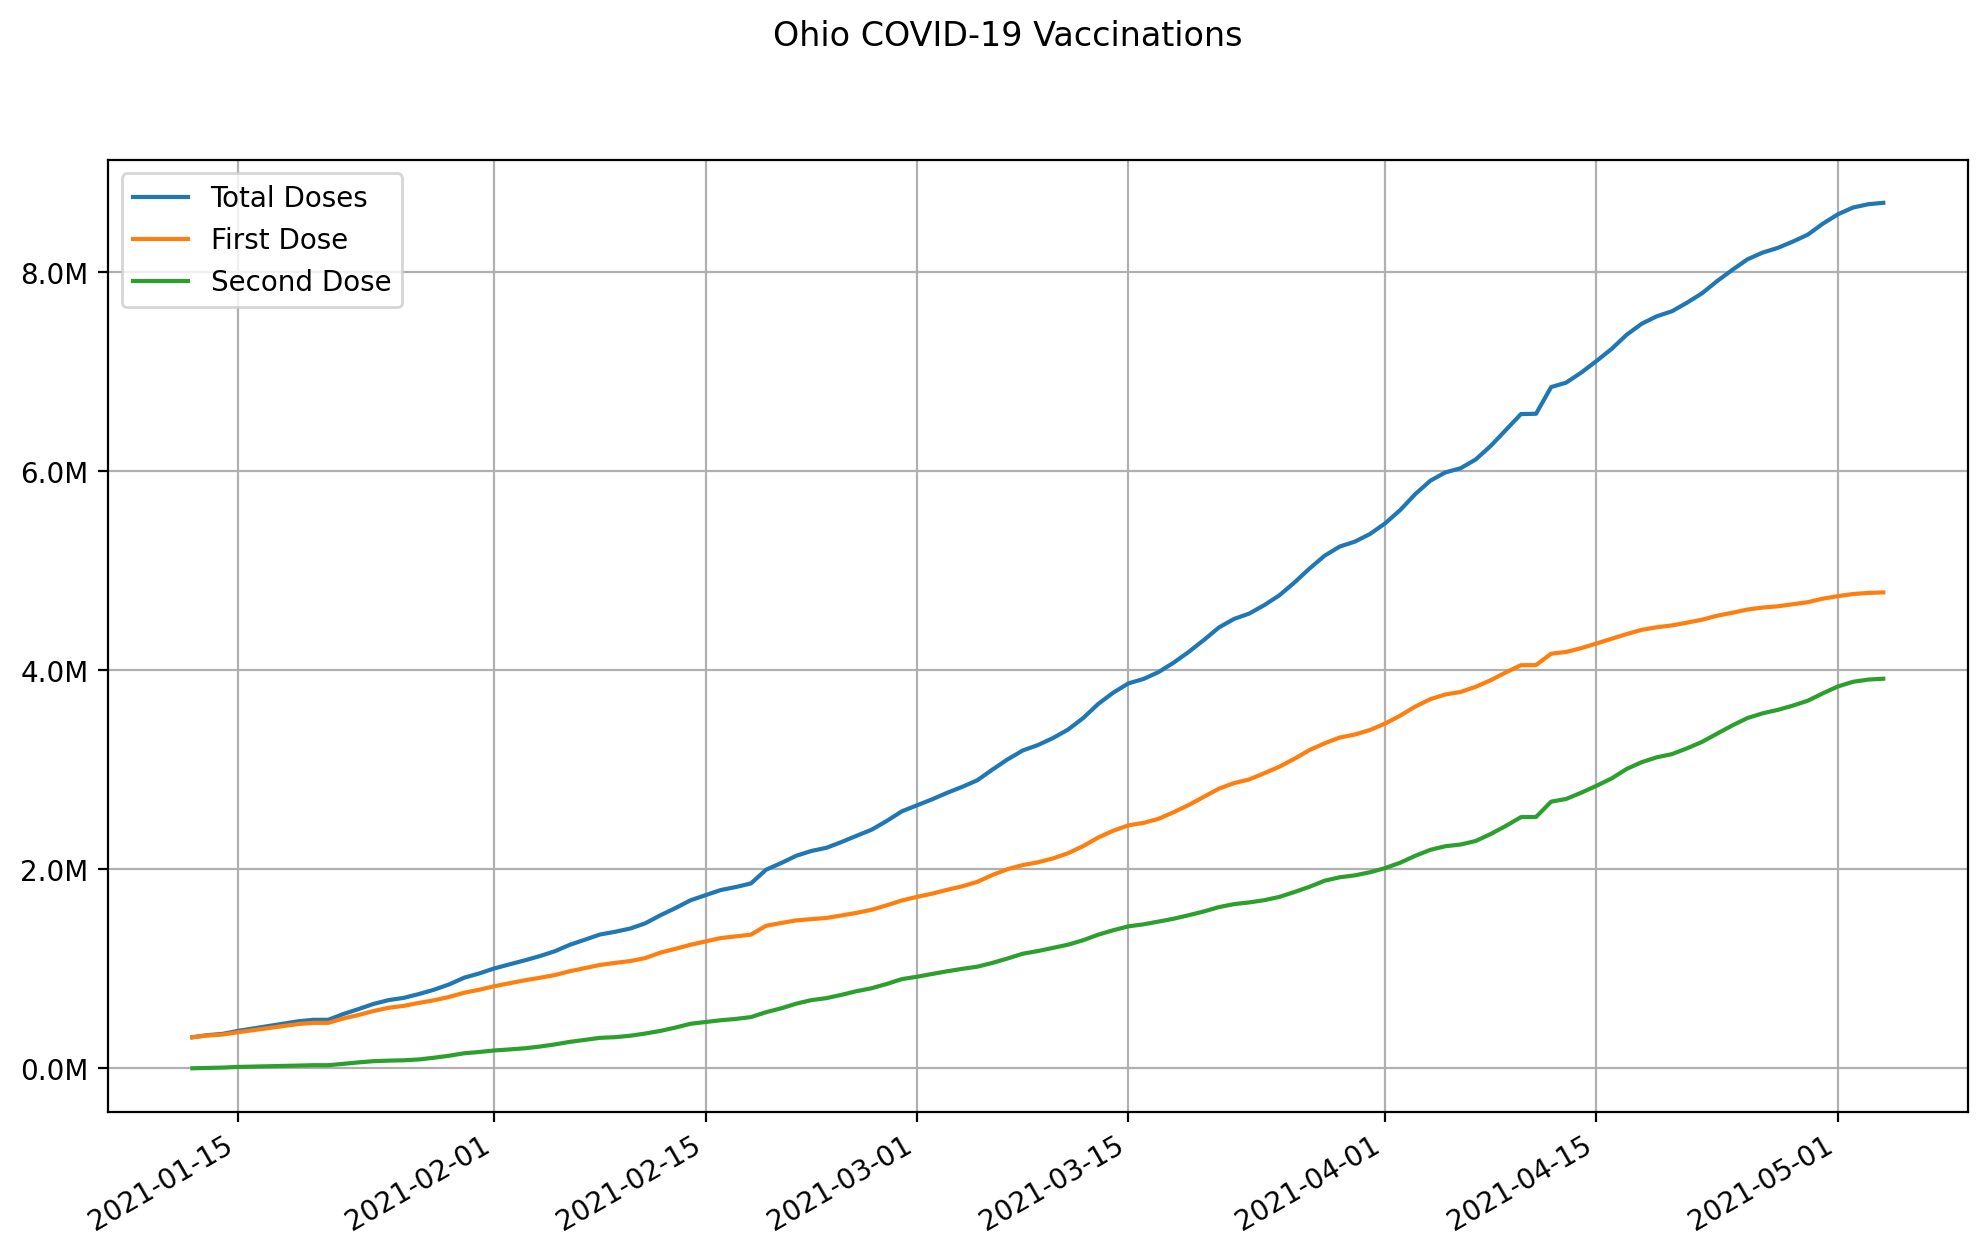 Ohio COVID-19 Vaccinations
Total Doses
First Dose
Second Dose
8.0M
6.0M
4.0M
2.0M
0.0M
2021-01-15
2021-02-01
2021-02-15
2021-03-01
2021-03-15
2021-04-01
2021-04-15
2021-05-01